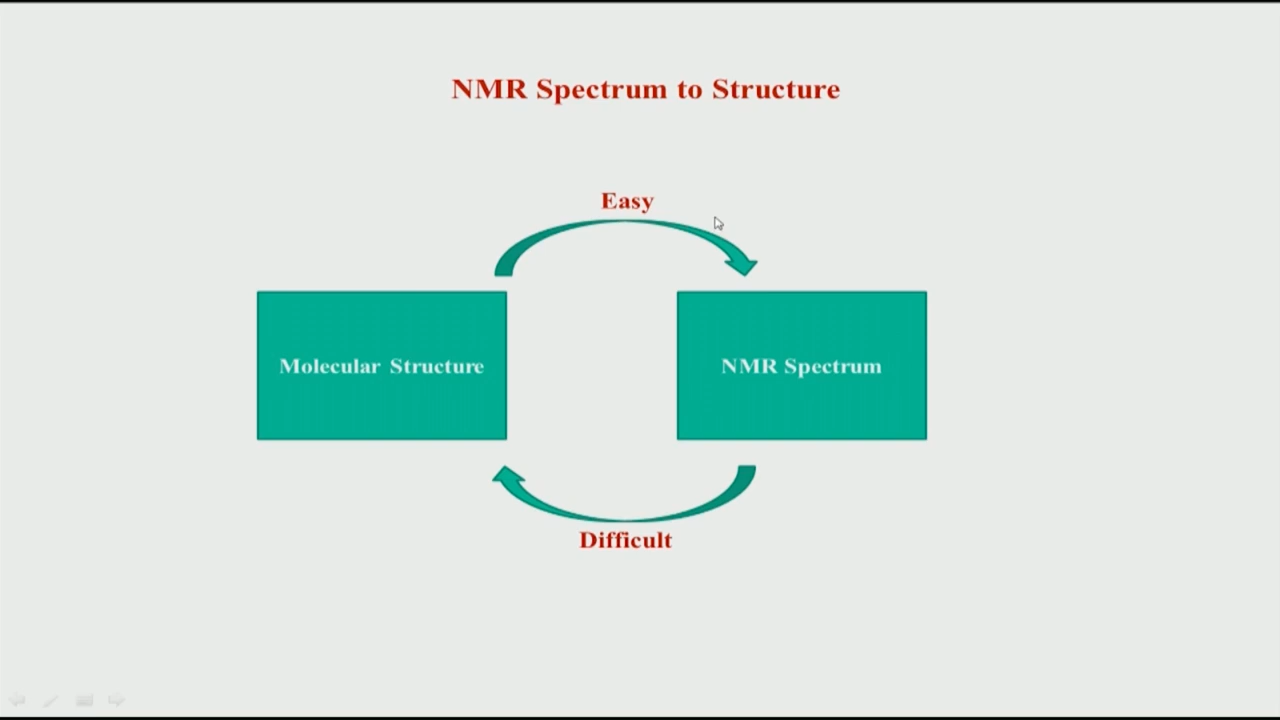 NMR Spectrum to Structure
Easy
Molecular Structure
NMR Spectrum
Difficult